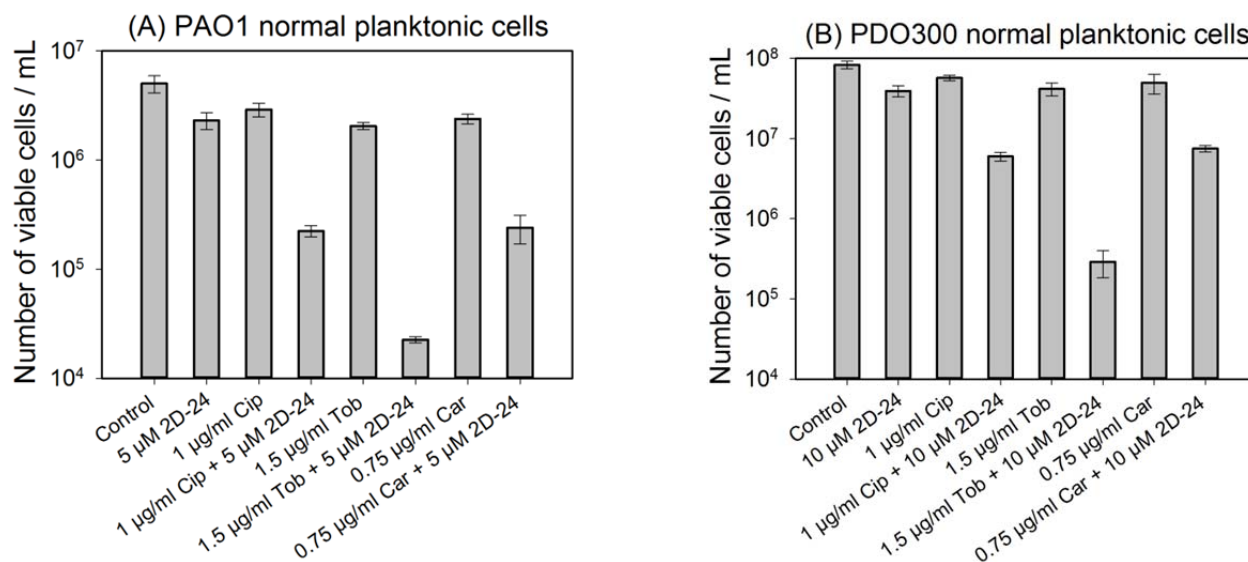 (A) PAO1 normal planktonic cells
Number of viable cells / mL
10⁷
10⁶
10⁵
10⁴
Control
5 µM 2D-24
1 µg/ml Cip
1 µg/ml Cip + 5 µM 2D-24
1.5 µg/ml Tob
1.5 µg/ml Tob + 5 µM 2D-24
0.75 µg/ml Car
0.75 µg/ml Car + 5 µM 2D-24
(B) PDO300 normal planktonic cells
Number of viable cells / mL
10⁸
10⁷
10⁶
10⁵
10⁴
Control
10 µM 2D-24
1 µg/ml Cip
1 µg/ml Cip + 10 µM 2D-24
1.5 µg/ml Tob
1.5 µg/ml Tob + 10 µM 2D-24
0.75 µg/ml Car
0.75 µg/ml Car + 10 µM 2D-24